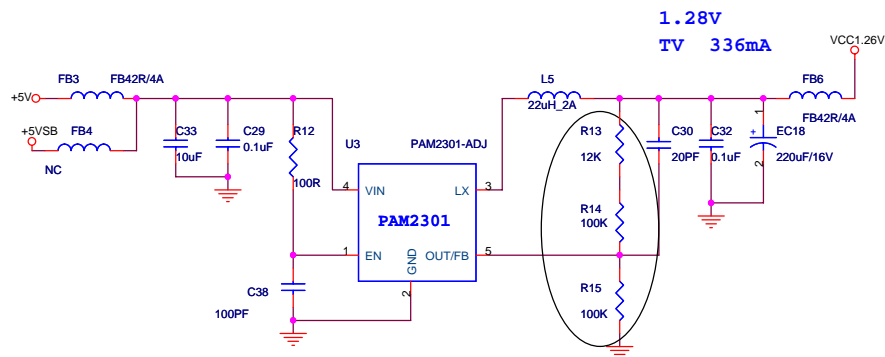 1.28V
TV 336mA
VCC1.26V
FB3 FB42R/4A
+5V
+5VSB
FB4
NC
C33
10uF
C29
0.1uF
R12
100R
U3
PAM2301-ADJ
L5
22uH_2A
R13
12K
C30
20PF
C32
0.1uF
1
+
EC18
2
220uF/16V
FB6
FB42R/4A
4
VIN
LX
3
PAM2301
R14
100K
1
EN
GND
OUT/FB
5
2
C38
100PF
R15
100K